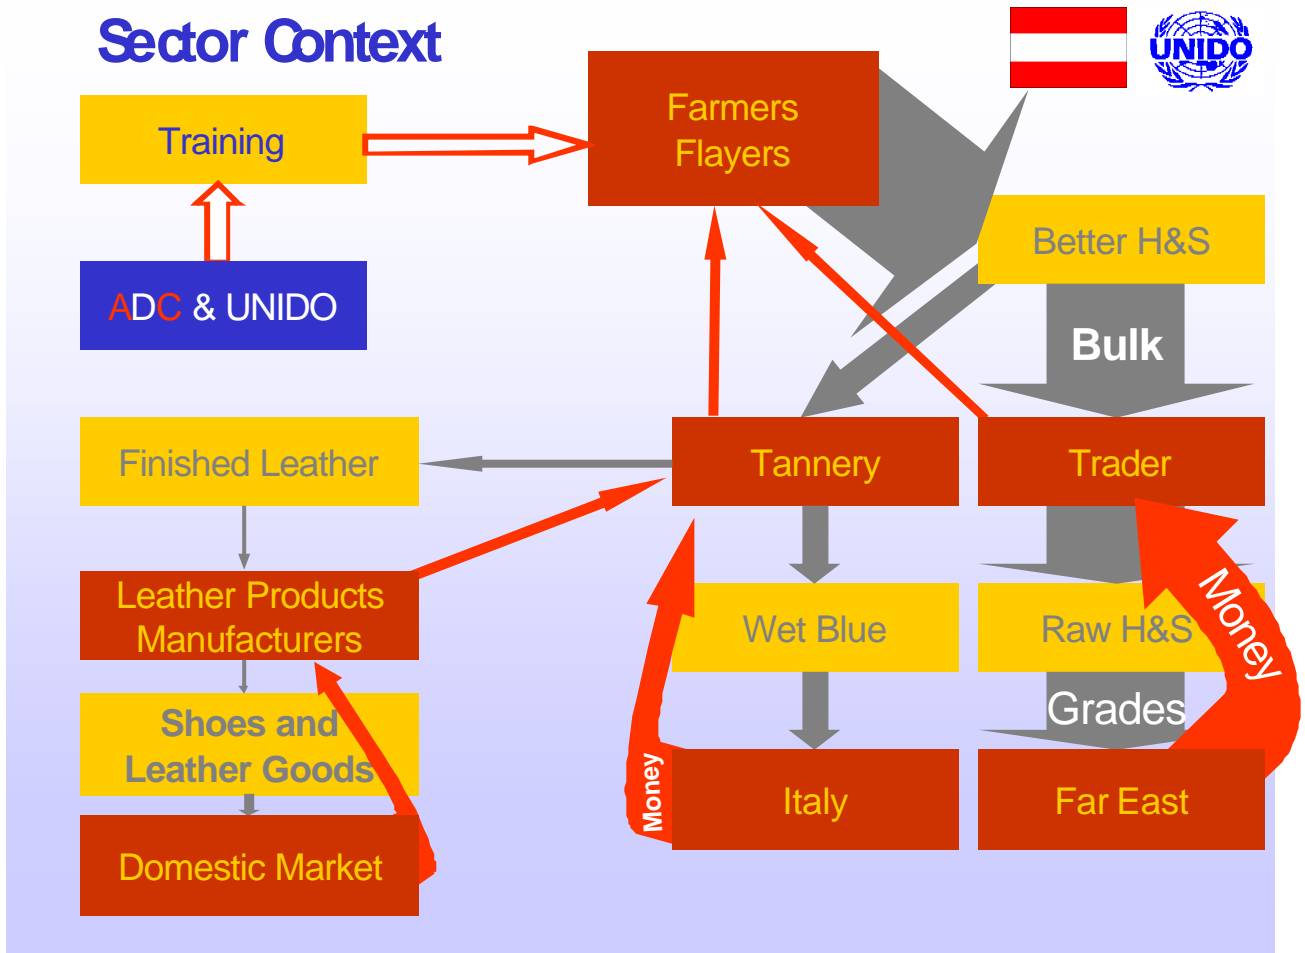 Sector Context
UNIDO
Farmers
Flayers
Training
Better H&S
ADC & UNIDO
Bulk
Finished Leather
Tannery
Trader
Leather Products
Manufacturers
Wet Blue
Raw H&S
Money
Shoes and
Leather Goods
Grades
Money
Italy
Far East
Domestic Market